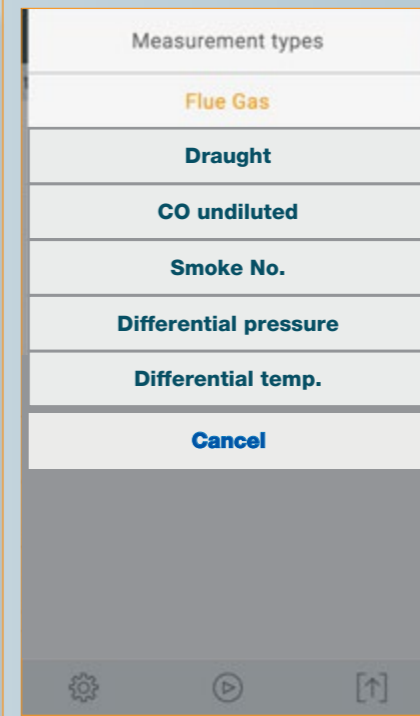 Measurement types
Flue Gas
Draught
CO undiluted
Smoke No.
Differential pressure
Differential temp.
Cancel